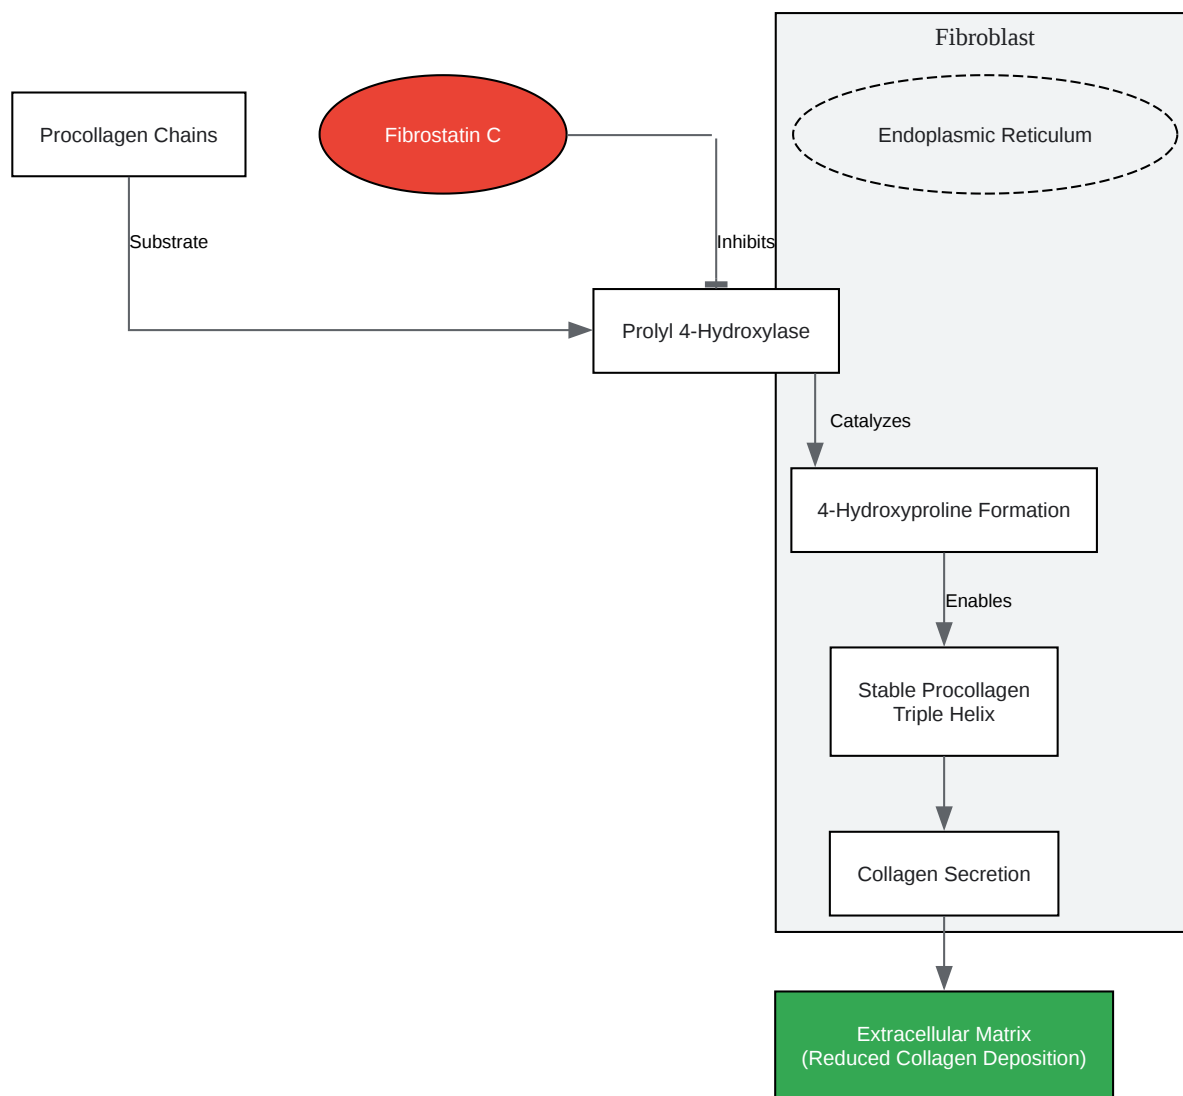 Fibroblast
Procollagen Chains
Fibrostatin C
Endoplasmic Reticulum
Substrate
Inhibits
Prolyl 4-Hydroxylase
Catalyzes
4-Hydroxyproline Formation
Enables
Stable Procollagen
Triple Helix
Collagen Secretion
Extracellular Matrix
(Reduced Collagen Deposition)